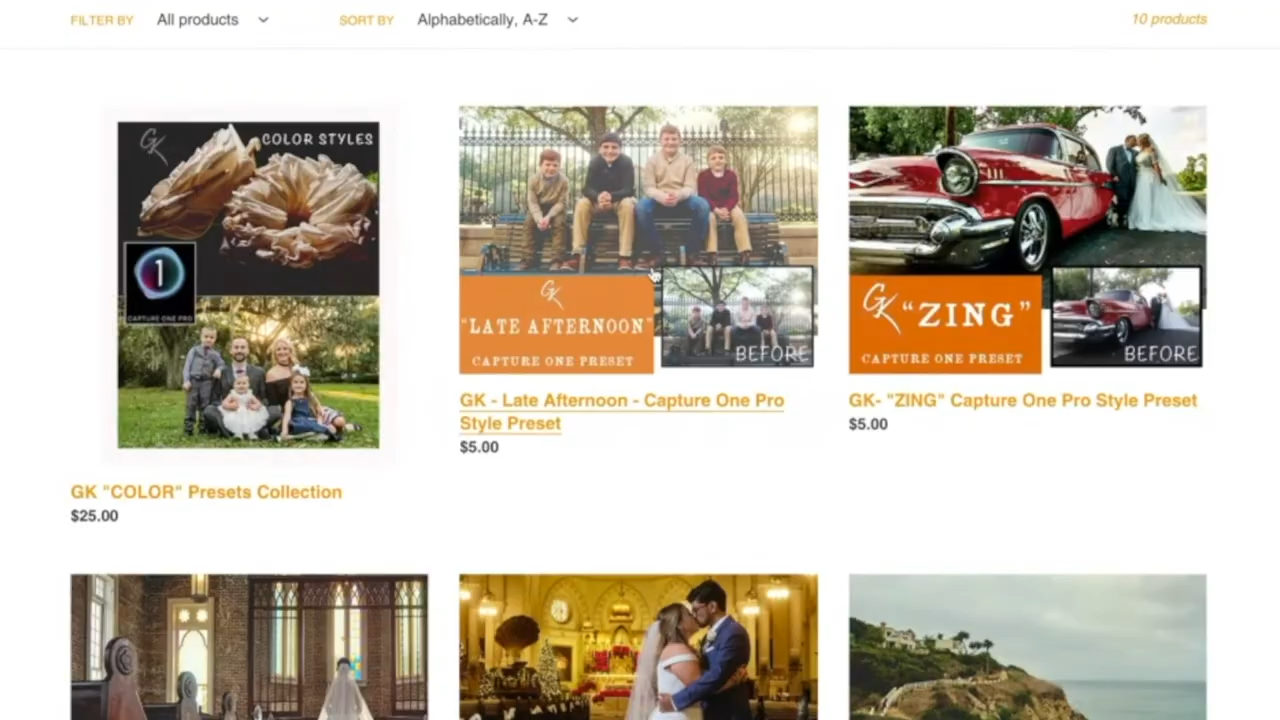 FILTER BY All products SORT BY Alphabetically, A-Z 10 products
GK COLOR STYLES
1
CAPTURE ONE PRO
GK "COLOR" Presets Collection
$25.00
GK
"LATE AFTERNOON"
CAPTURE ONE PRESET
BEFORE
GK - Late Afternoon - Capture One Pro
Style Preset
$5.00
GK "ZING"
CAPTURE ONE PRESET
BEFORE
GK- "ZING" Capture One Pro Style Preset
$5.00